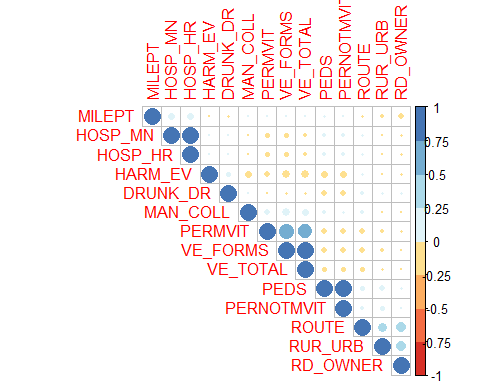 MILEPT
HOSP_MN
HOSP_HR
HARM_EV
DRUNK_DR
MAN_COLL
PERMVIT
VE_FORMS
VE_TOTAL
PEDS
PERNOTMVIT
ROUTE
RUR_URB
RD_OWNER
MILEPT
HOSP_MN
HOSP_HR
HARM_EV
DRUNK_DR
MAN_COLL
PERMVIT
VE_FORMS
VE_TOTAL
PEDS
PERNOTMVIT
ROUTE
RUR_URB
RD_OWNER
1
0.75
0.5
0.25
0
-0.25
-0.5
-0.75
-1